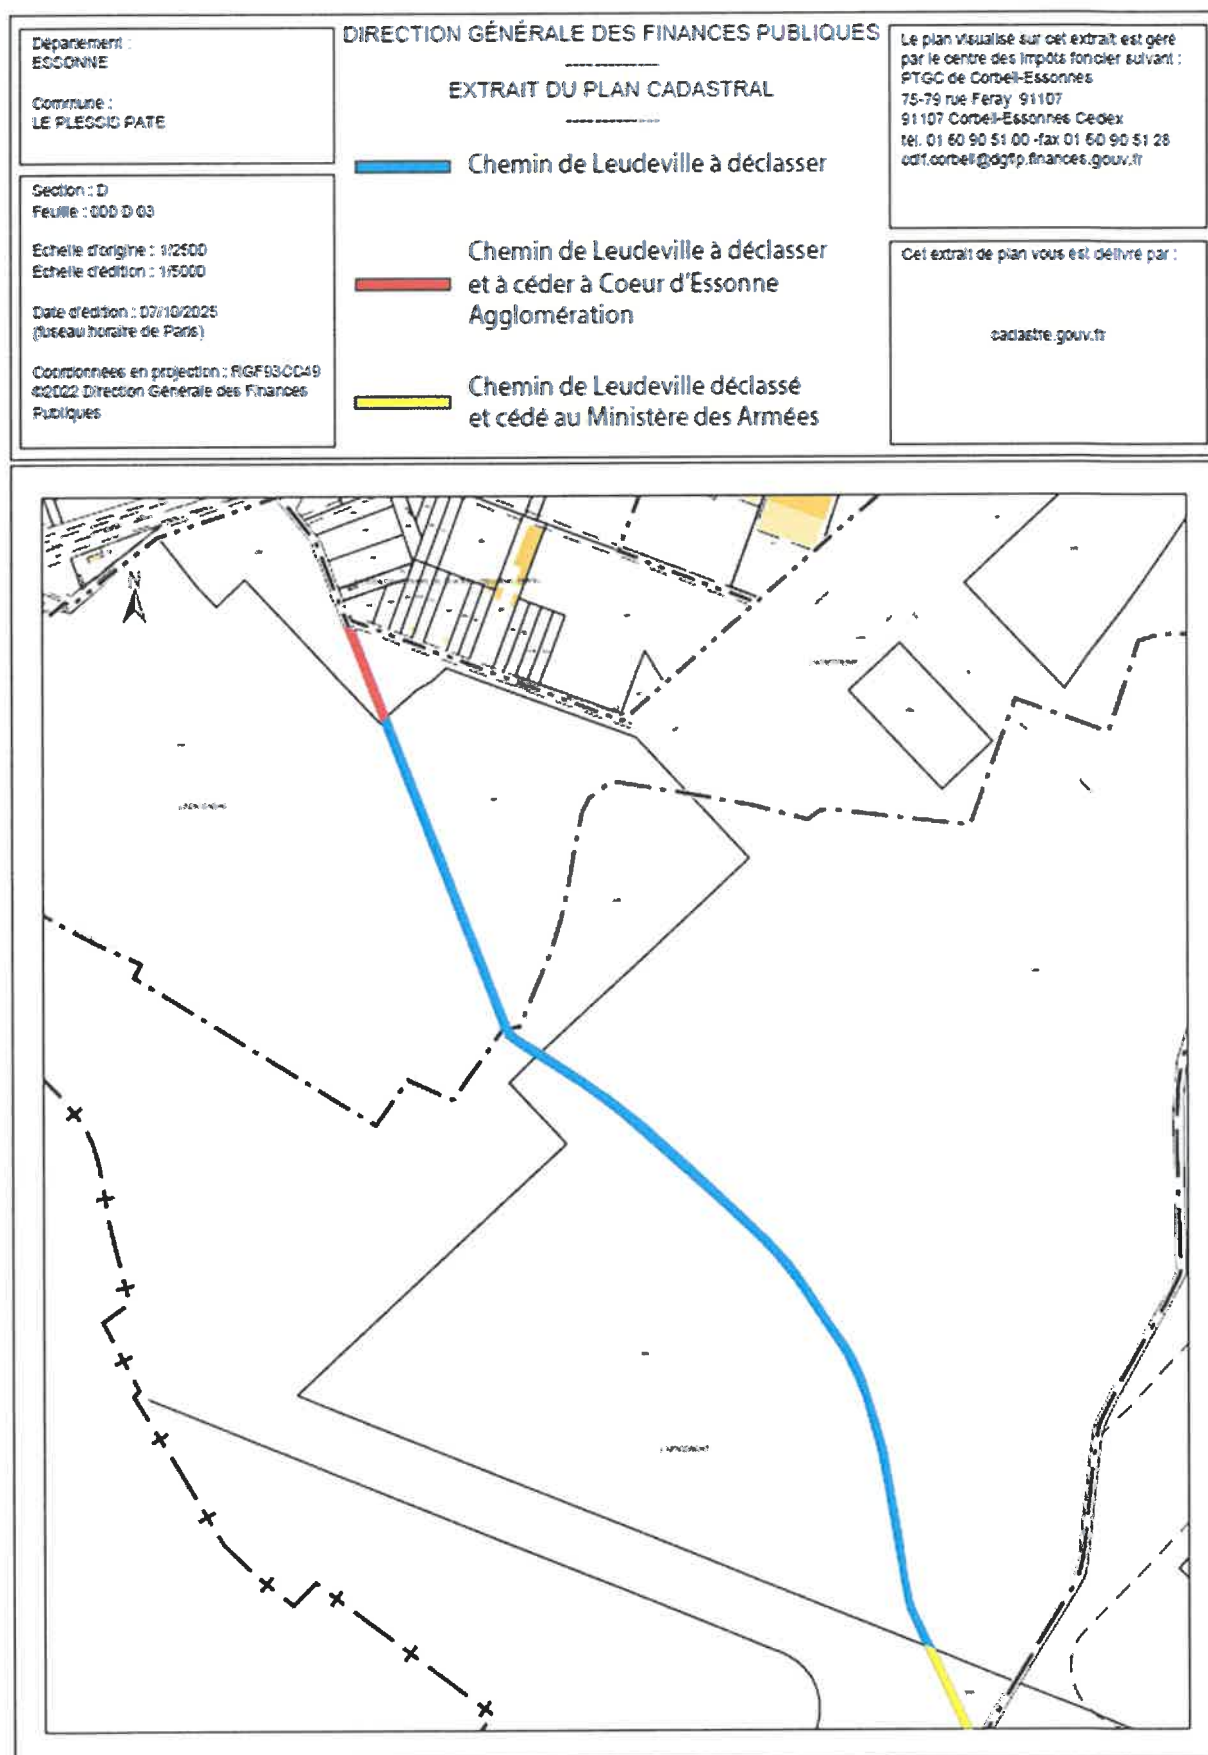 Département :
ESSONNE
Commune :
LE PLESSIS PATE
Section : D
Feuille : 000 D 03
Échelle d'origine : 1/2500
Échelle d'édition : 1/5000
Date d'édition : 07/10/2025
(fuseau horaire de Paris)
Coordonnées en projection : RGF93CC49
©2022 Direction Générale des Finances
Publiques
DIRECTION GÉNÉRALE DES FINANCES PUBLIQUES
EXTRAIT DU PLAN CADASTRAL
Chemin de Leudeville à déclasser
Chemin de Leudeville à déclasser
et à céder à Coeur d'Essonne
Agglomération
Chemin de Leudeville déclassé
et cédé au Ministère des Armées
Le plan visualisé sur cet extrait est géré
par le centre des impôts foncier suivant :
PTGC de Corbeil-Essonnes
75-79 rue Feray 91107
91107 Corbeil-Essonnes Cedex
tél. 01 60 90 51 00 -fax 01 60 90 51 28
cdif.corbeil@dgfip.finances.gouv.fr
Cet extrait de plan vous est délivré par :
cadastre.gouv.fr
N